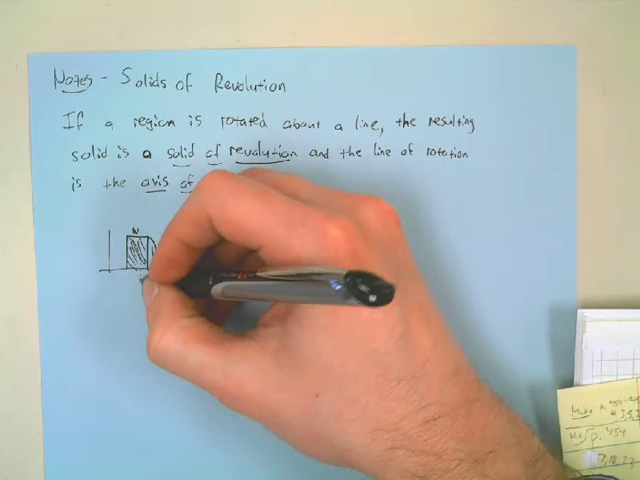 Notes - Solids of Revolution
If a region is rotated about a line, the resulting
solid is a solid of revolution and the line of rotation
is the axis of
w
p. 454